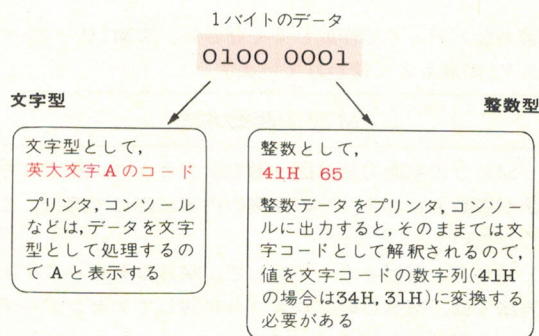 1バイトのデータ
0100 0001
文字型
整数型
文字型として，
英大文字Aのコード
プリンタ，コンソール
などは，データを文字
型として処理するの
でAと表示する
整数として，
41H 65
整数データをプリンタ，コンソー
ルに出力すると，そのままでは文
字コードとして解釈されるので，
値を文字コードの数字列(41H
の場合は34H，31H)に変換する
必要がある